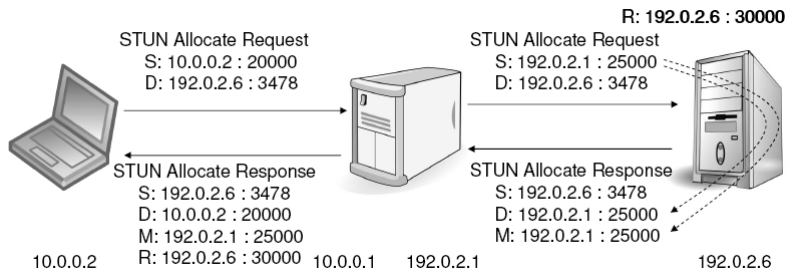 R: 192.0.2.6 : 30000
STUN Allocate Request
S: 10.0.0.2 : 20000
D: 192.0.2.6 : 3478
STUN Allocate Request
S: 192.0.2.1 : 25000
D: 192.0.2.6 : 3478
STUN Allocate Response
S: 192.0.2.6 : 3478
D: 10.0.0.2 : 20000
M: 192.0.2.1 : 25000
R: 192.0.2.6 : 30000
STUN Allocate Response
S: 192.0.2.6 : 3478
D: 192.0.2.1 : 25000
M: 192.0.2.1 : 25000
10.0.0.2
10.0.0.1
192.0.2.1
192.0.2.6